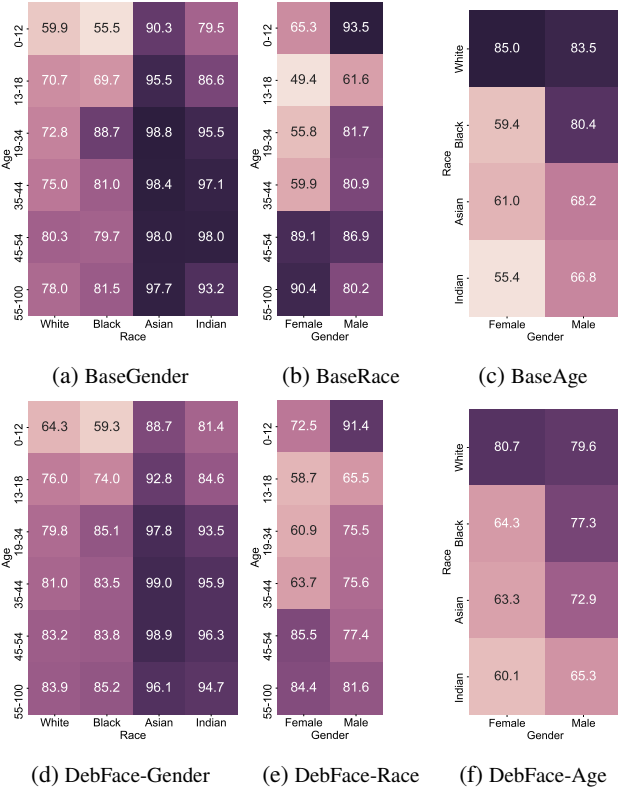 0-12 59.9 55.5 90.3 79.5
13-18 70.7 69.7 95.5 86.6
19-34 72.8 88.7 98.8 95.5
35-44 75.0 81.0 98.4 97.1
45-54 80.3 79.7 98.0 98.0
55-100 78.0 81.5 97.7 93.2
Age
White Black Asian Indian
Race
(a) BaseGender
0-12 65.3 93.5
13-18 49.4 61.6
19-34 55.8 81.7
35-44 59.9 80.9
45-54 89.1 86.9
55-100 90.4 80.2
Age
Female Male
Gender
(b) BaseRace
White 85.0 83.5
Black 59.4 80.4
Asian 61.0 68.2
Indian 55.4 66.8
Race
Female Male
Gender
(c) BaseAge
0-12 64.3 59.3 88.7 81.4
13-18 76.0 74.0 92.8 84.6
19-34 79.8 85.1 97.8 93.5
35-44 81.0 83.5 99.0 95.9
45-54 83.2 83.8 98.9 96.3
55-100 83.9 85.2 96.1 94.7
Age
White Black Asian Indian
Race
(d) DebFace-Gender
0-12 72.5 91.4
13-18 58.7 65.5
19-34 60.9 75.5
35-44 63.7 75.6
45-54 85.5 77.4
55-100 84.4 81.6
Age
Female Male
Gender
(e) DebFace-Race
White 80.7 79.6
Black 64.3 77.3
Asian 63.3 72.9
Indian 60.1 65.3
Race
Female Male
Gender
(f) DebFace-Age